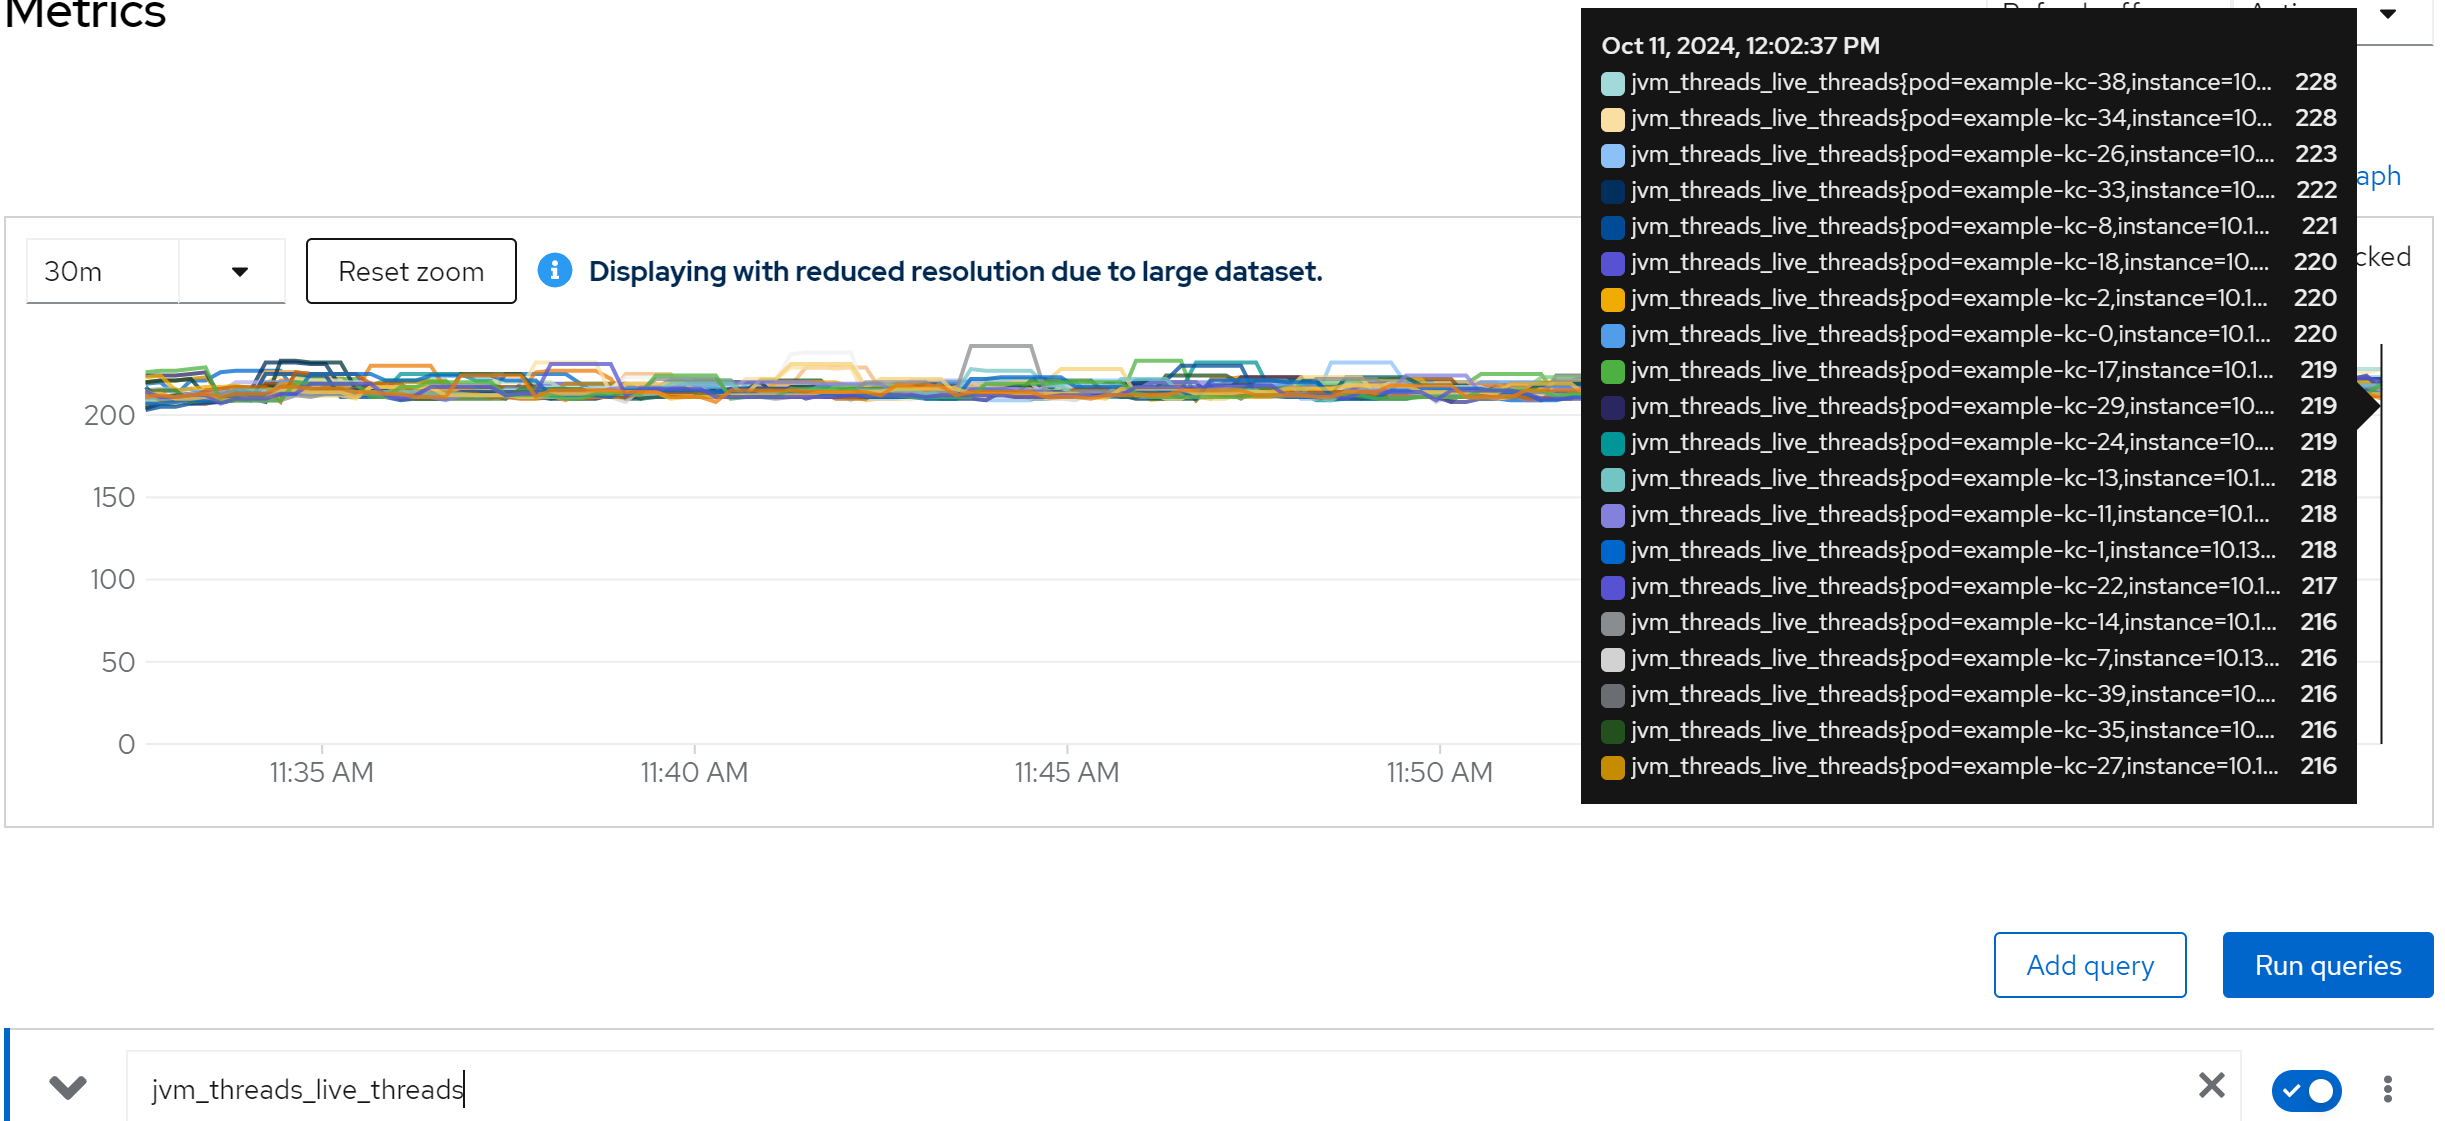 Metrics
Oct 11, 2024, 12:02:37 PM
jvm_threads_live_threads{pod=example-kc-38,instance=10... 228
jvm_threads_live_threads{pod=example-kc-34,instance=10... 228
jvm_threads_live_threads{pod=example-kc-26,instance=10.... 223
jvm_threads_live_threads{pod=example-kc-33,instance=10.... 222
jvm_threads_live_threads{pod=example-kc-8,instance=10.1... 221
jvm_threads_live_threads{pod=example-kc-18,instance=10.... 220
jvm_threads_live_threads{pod=example-kc-2,instance=10.1... 220
jvm_threads_live_threads{pod=example-kc-0,instance=10.1... 220
jvm_threads_live_threads{pod=example-kc-17,instance=10.1... 219
jvm_threads_live_threads{pod=example-kc-29,instance=10.... 219
jvm_threads_live_threads{pod=example-kc-24,instance=10.... 219
jvm_threads_live_threads{pod=example-kc-13,instance=10.1... 218
jvm_threads_live_threads{pod=example-kc-11,instance=10.1... 218
jvm_threads_live_threads{pod=example-kc-1,instance=10.13... 218
jvm_threads_live_threads{pod=example-kc-22,instance=10.1... 217
jvm_threads_live_threads{pod=example-kc-14,instance=10.1... 216
jvm_threads_live_threads{pod=example-kc-7,instance=10.13... 216
jvm_threads_live_threads{pod=example-kc-39,instance=10.... 216
jvm_threads_live_threads{pod=example-kc-35,instance=10.... 216
jvm_threads_live_threads{pod=example-kc-27,instance=10.1... 216
aph
30m
Reset zoom
Displaying with reduced resolution due to large dataset.
cked
200
150
100
50
0
11:35 AM
11:40 AM
11:45 AM
11:50 AM
Add query
Run queries
jvm_threads_live_threads